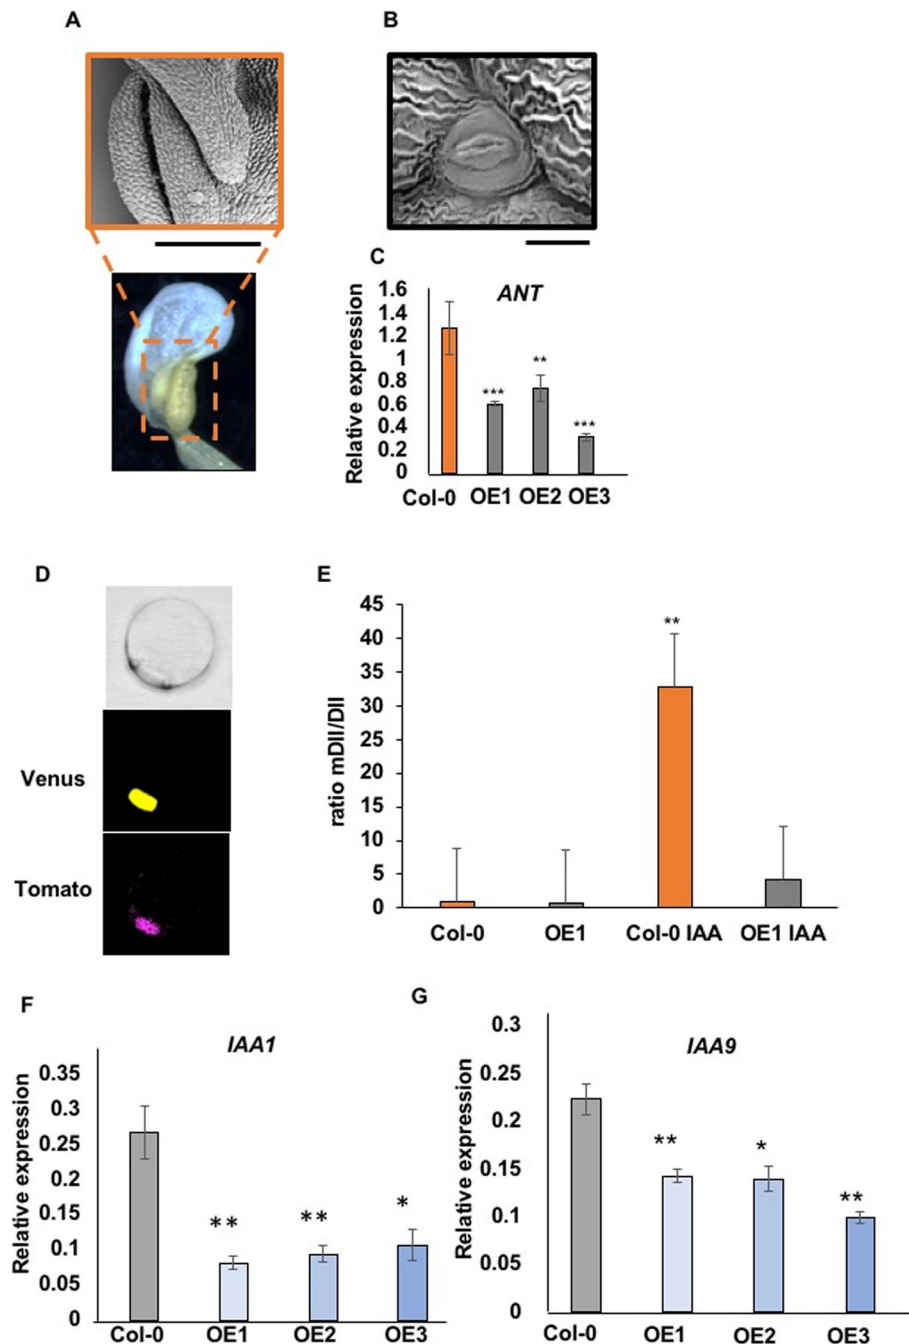 A
B
C
ANT
Relative expression
1.6
1.4
1.2
1
0.8
0.6
0.4
0.2
0
***
**
***
Col-0 OE1 OE2 OE3
D
Venus
Tomato
E
ratio mDII/DII
45
40
35
30
25
20
15
10
5
0
**
Col-0 OE1 Col-0 IAA OE1 IAA
F
IAA1
Relative expression
0.35
0.3
0.25
0.2
0.15
0.1
0.05
0
**
**
*
Col-0 OE1 OE2 OE3
G
IAA9
Relative expression
0.3
0.25
0.2
0.15
0.1
0.05
0
**
*
**
Col-0 OE1 OE2 OE3